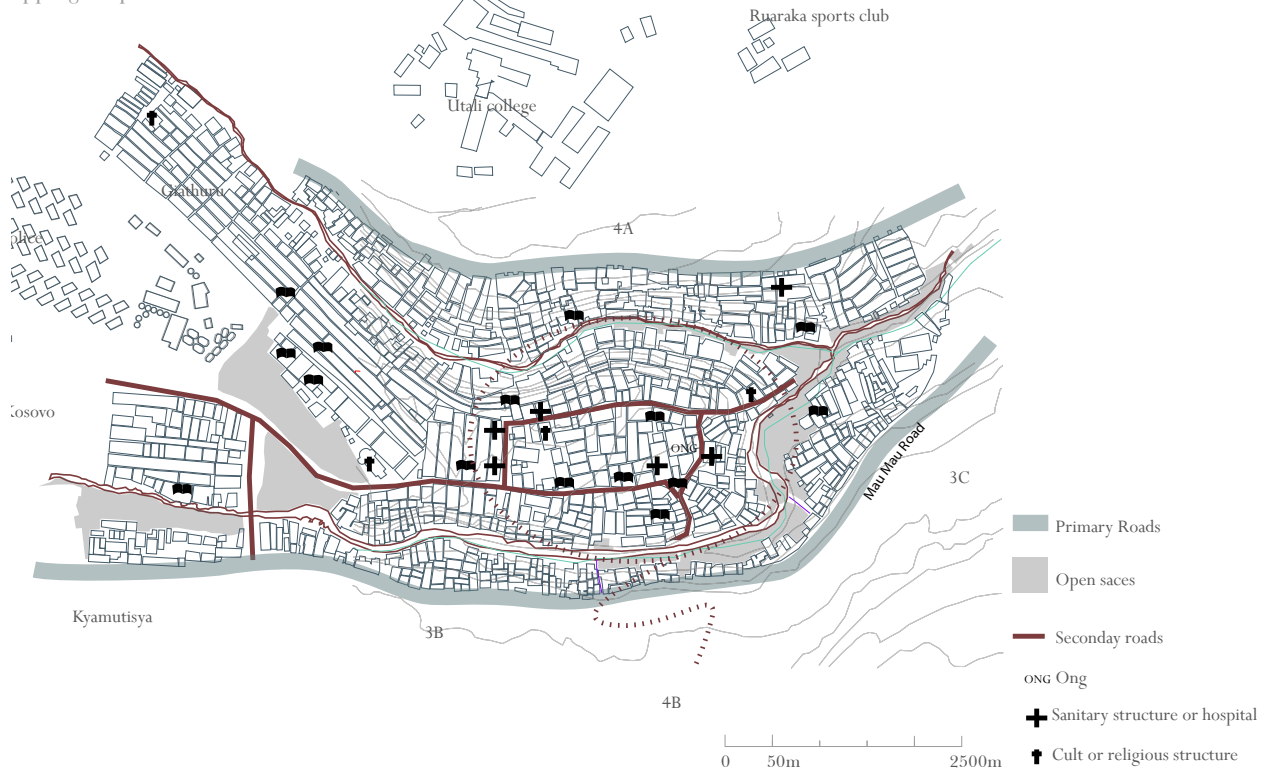 Ruaraka sports club
Utali college
Giathuru
4A
Kosovo
ONG
Mau Mau Road
3C
Primary Roads
Open saces
Kyamutisya
3B
Seconday roads
ONG Ong
4B
Sanitary structure or hospital
0 50m 2500m
Cult or religious structure